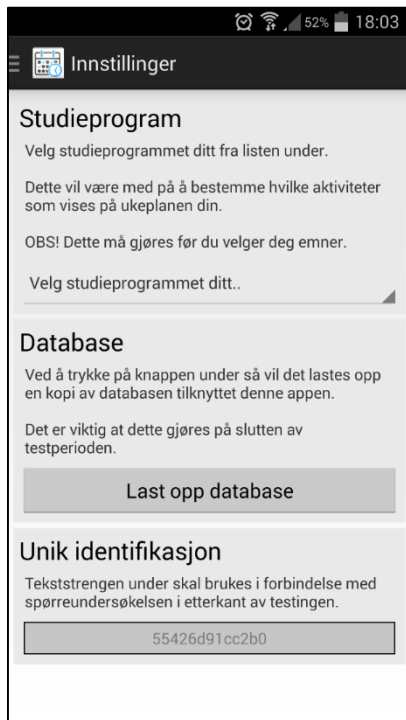 52% 18:03
Innstillinger
Studieprogram
Velg studieprogrammet ditt fra listen under.
Dette vil være med på å bestemme hvilke aktiviteter
som vises på ukeplanen din.
OBS! Dette må gjøres før du velger deg emner.
Velg studieprogrammet ditt..
Database
Ved å trykke på knappen under så vil det lastes opp
en kopi av databasen tilknyttet denne appen.
Det er viktig at dette gjøres på slutten av
testperioden.
Last opp database
Unik identifikasjon
Tekststrengen under skal brukes i forbindelse med
spørreundersøkelsen i etterkant av testingen.
55426d91cc2b0